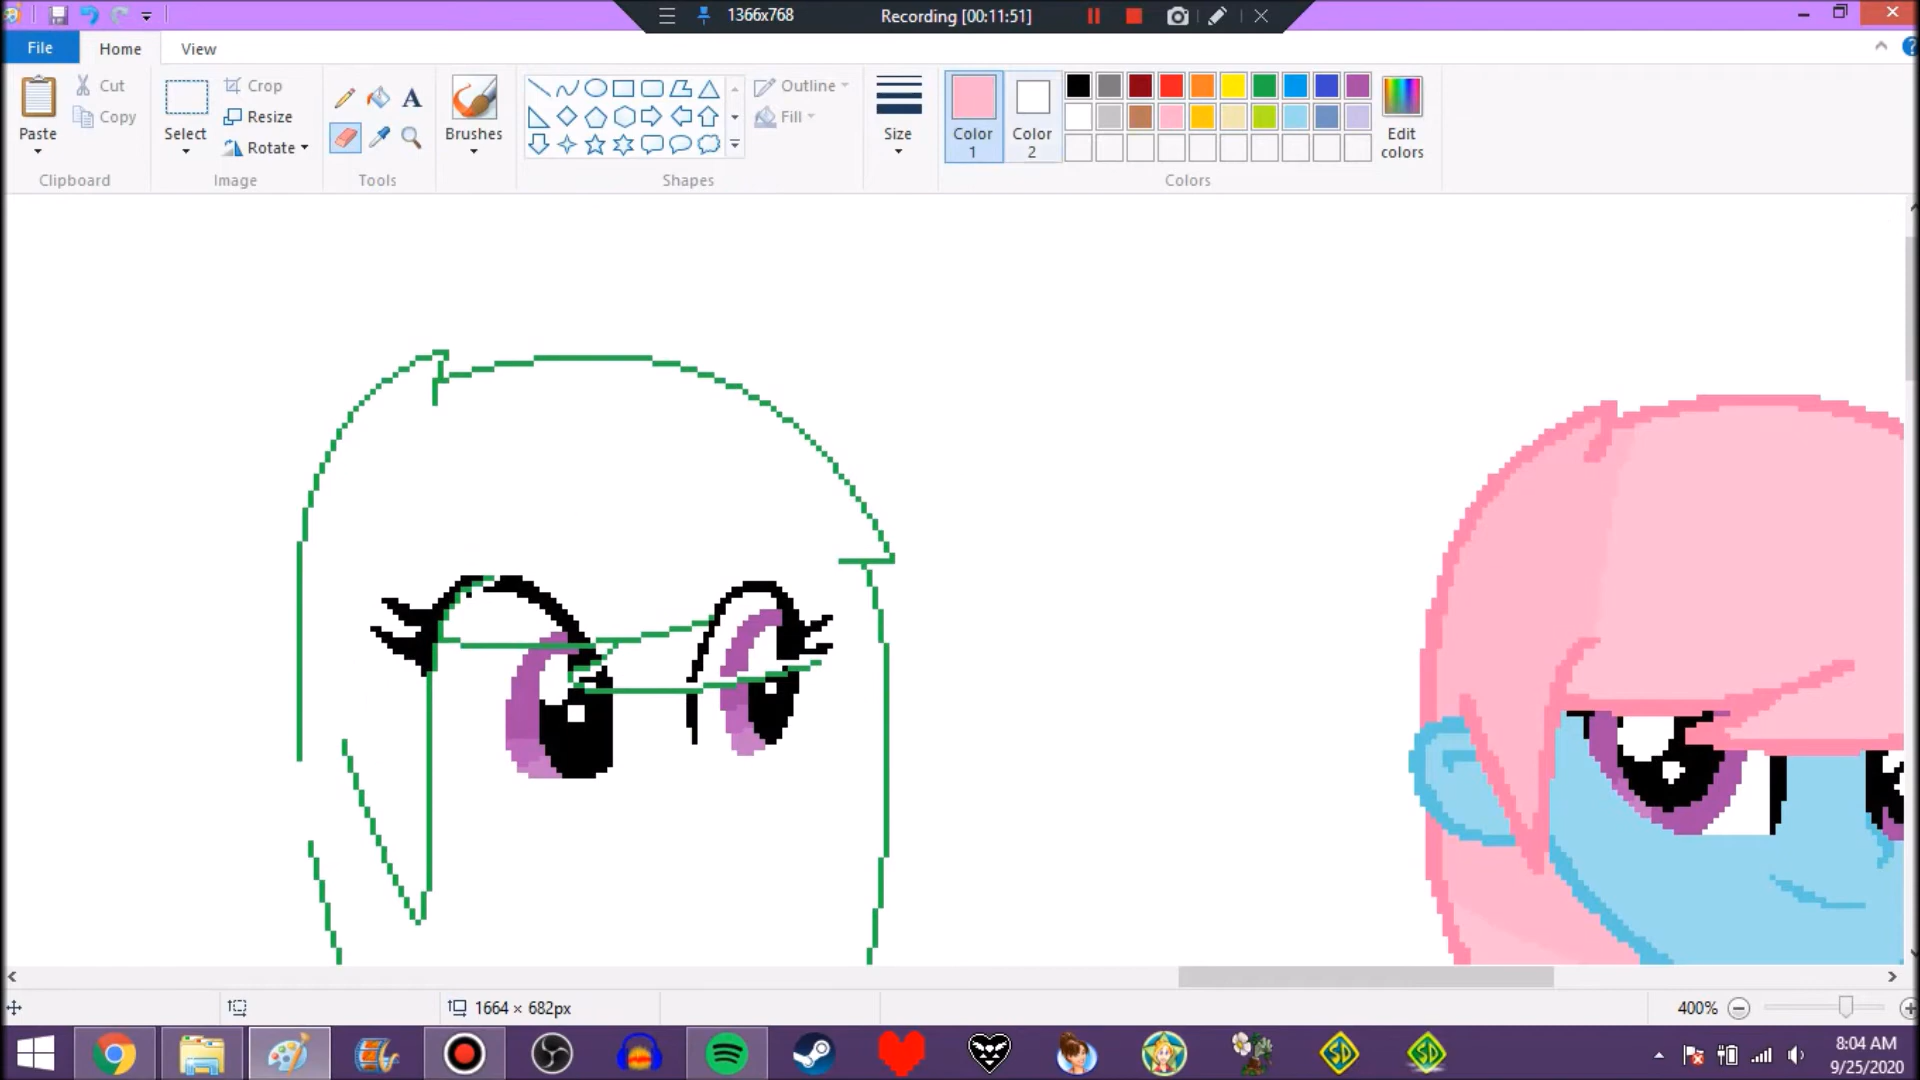 1366x768
Recording [00:11:51]
File
Home
View
Paste
Cut
Copy
Clipboard
Select
Crop
Resize
Rotate
Image
A
Tools
Brushes
Outline
Fill
Shapes
Size
Color
1
Color
2
Edit
colors
Colors
1664 × 682px
400%
SD
SD
8:04 AM
9/25/2020